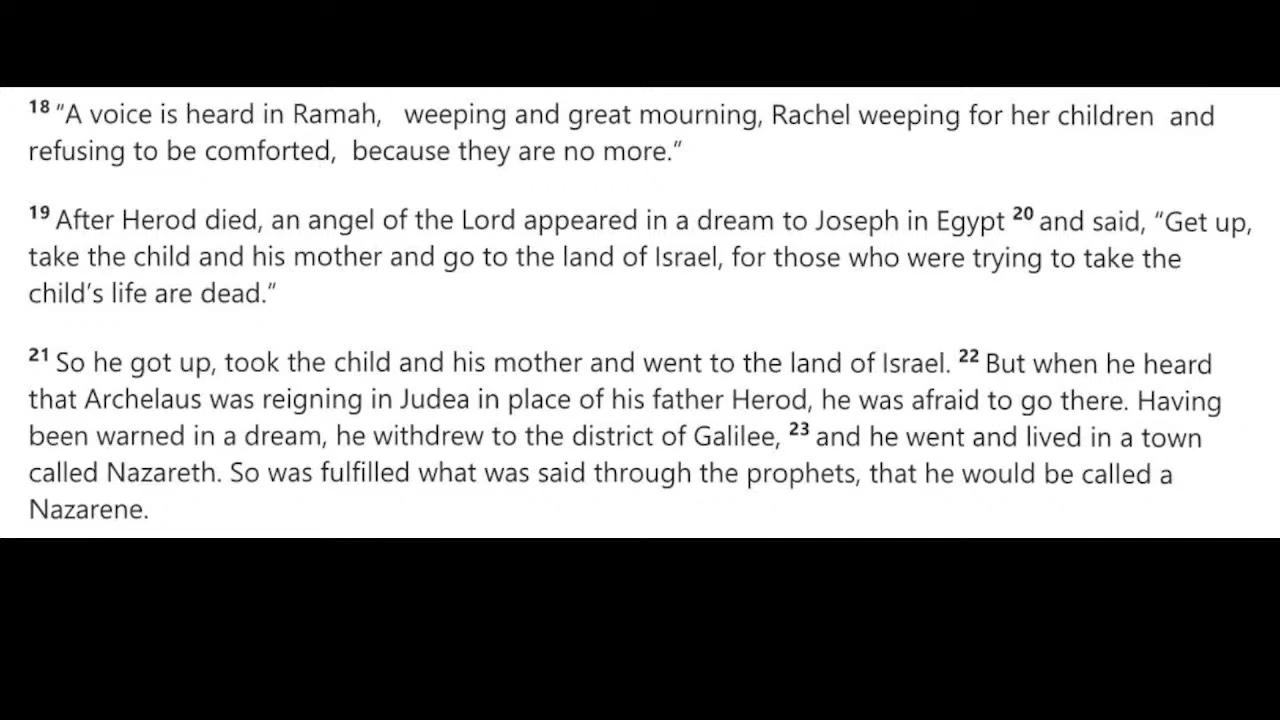 18 "A voice is heard in Ramah, weeping and great mourning, Rachel weeping for her children and
refusing to be comforted, because they are no more."
19 After Herod died, an angel of the Lord appeared in a dream to Joseph in Egypt 20 and said, “Get up,
take the child and his mother and go to the land of Israel, for those who were trying to take the
child’s life are dead.”
21 So he got up, took the child and his mother and went to the land of Israel. 22 But when he heard
that Archelaus was reigning in Judea in place of his father Herod, he was afraid to go there. Having
been warned in a dream, he withdrew to the district of Galilee, 23 and he went and lived in a town
called Nazareth. So was fulfilled what was said through the prophets, that he would be called a
Nazarene.